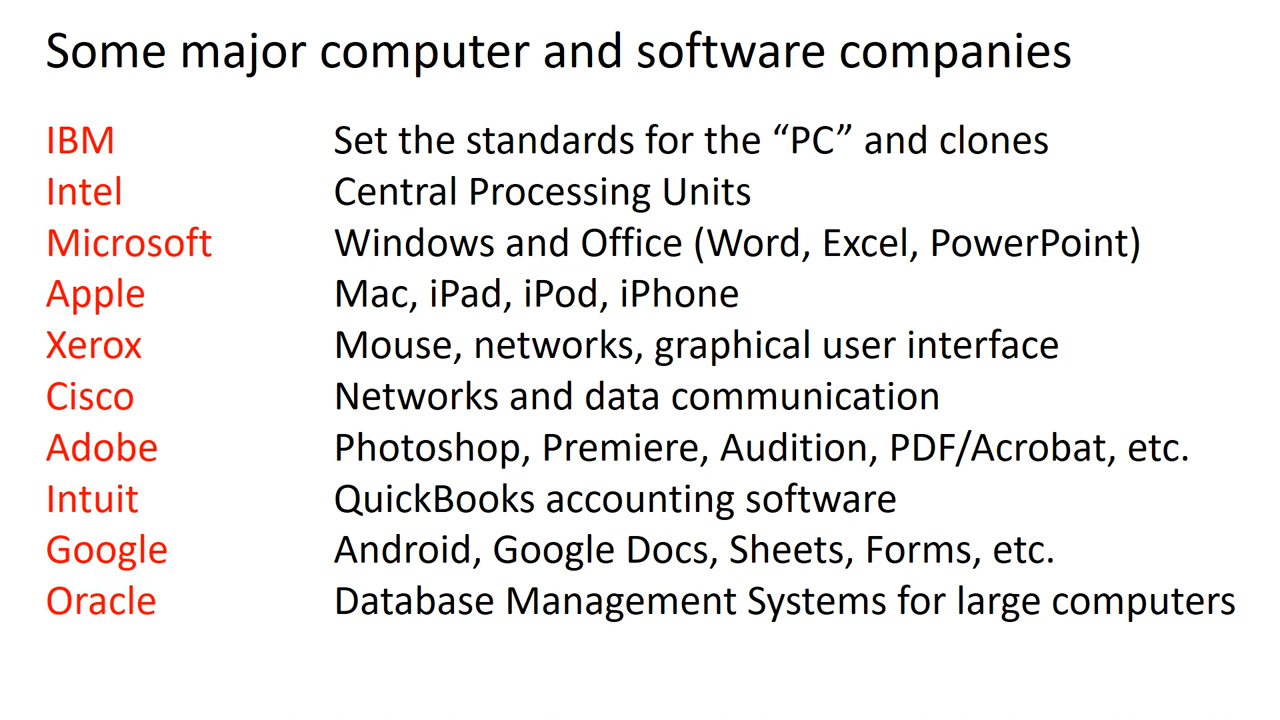 Some major computer and software companies
IBM Set the standards for the “PC” and clones
Intel Central Processing Units
Microsoft Windows and Office (Word, Excel, PowerPoint)
Apple Mac, iPad, iPod, iPhone
Xerox Mouse, networks, graphical user interface
Cisco Networks and data communication
Adobe Photoshop, Premiere, Audition, PDF/Acrobat, etc.
Intuit QuickBooks accounting software
Google Android, Google Docs, Sheets, Forms, etc.
Oracle Database Management Systems for large computers